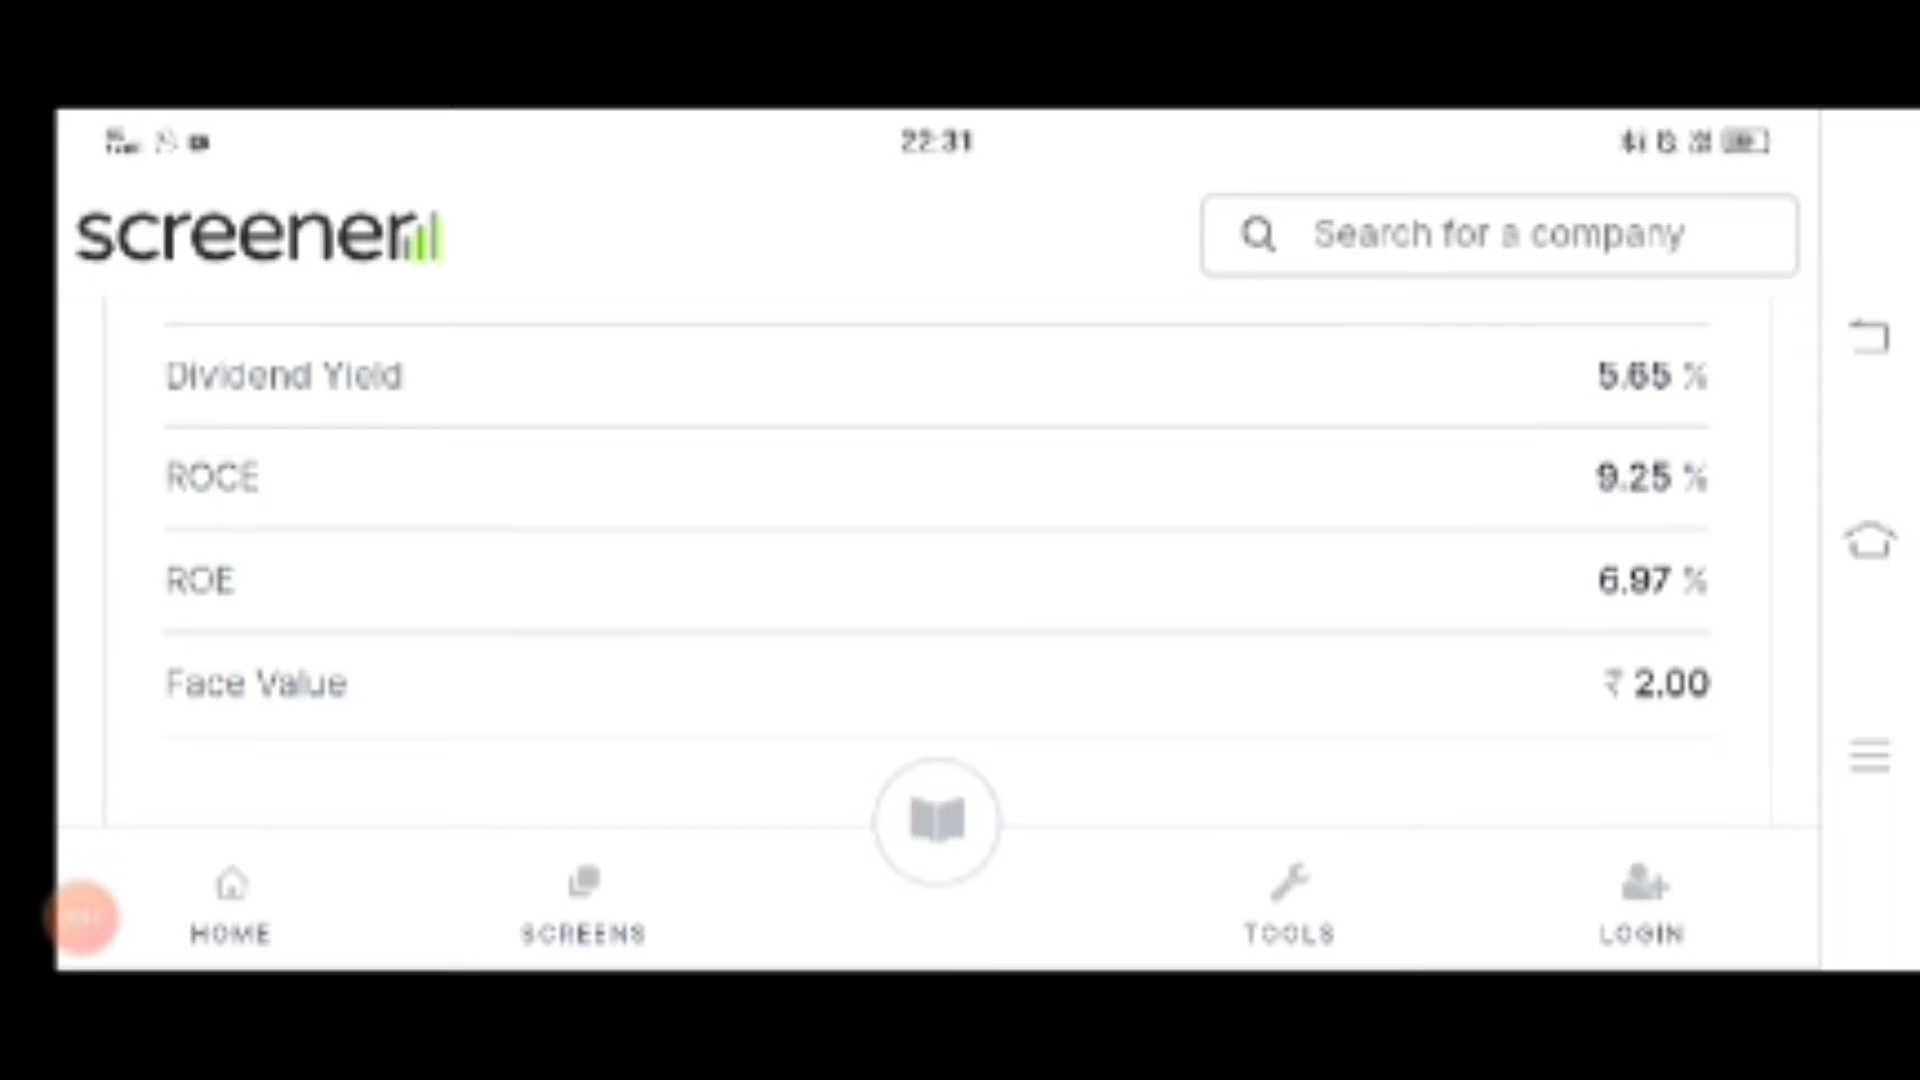 22:31
screener
Search for a company
Dividend Yield 5.65 %
ROCE 9.25 %
ROE 6.97 %
Face Value ₹ 2.00
HOME SCREENS TOOLS LOGIN